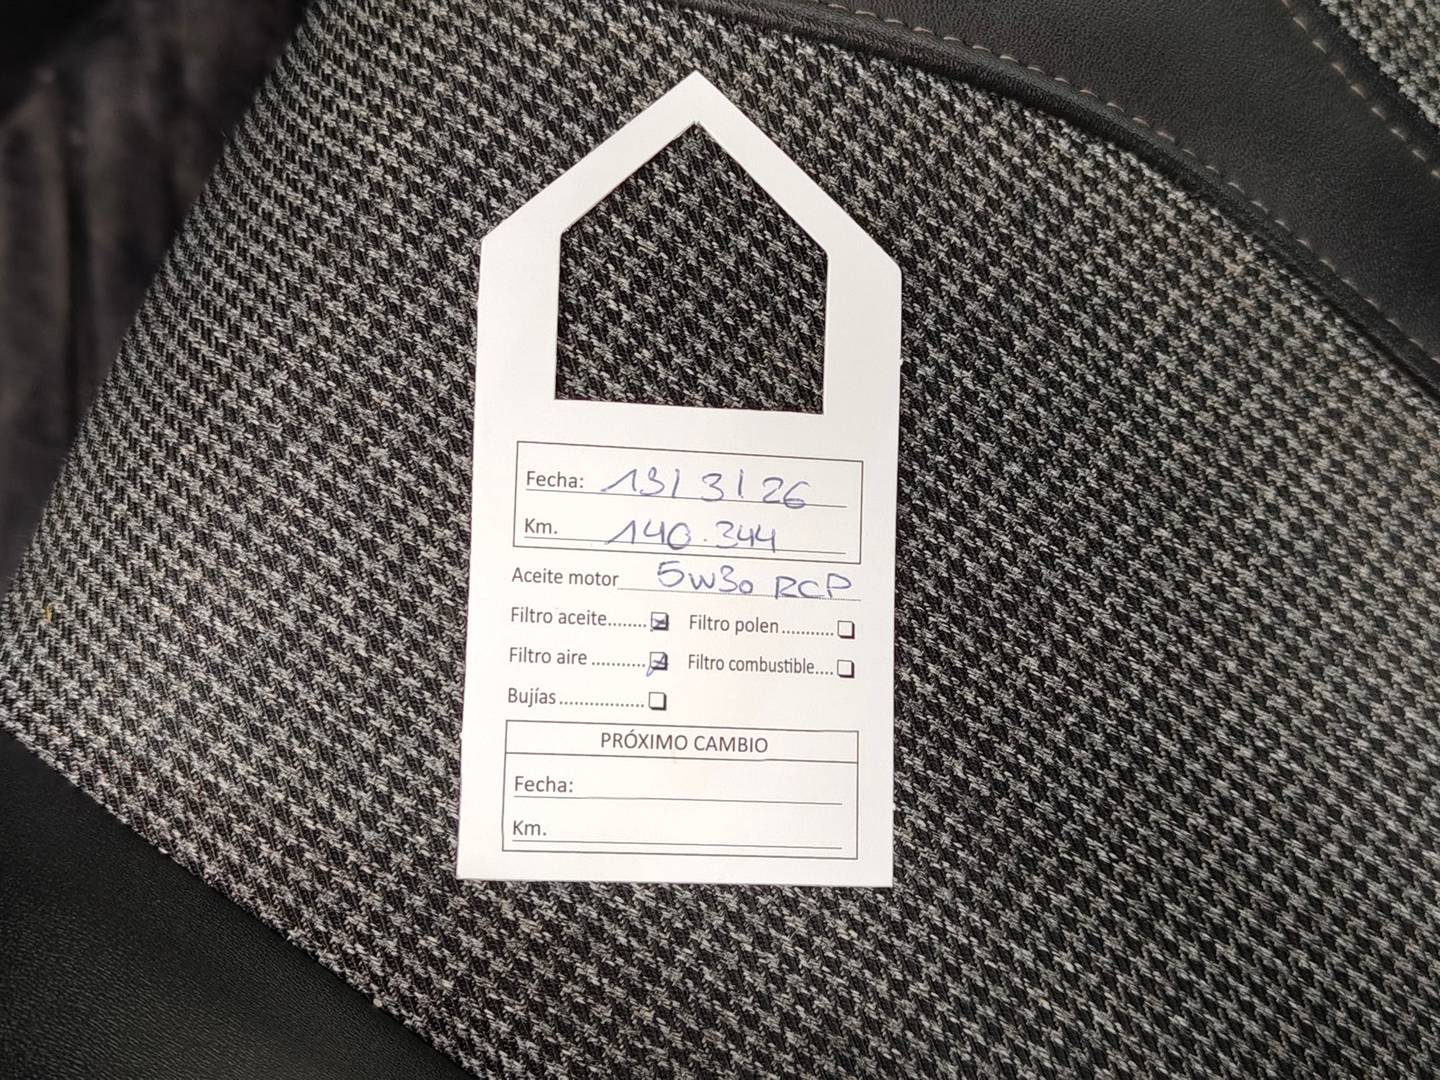 Fecha: 13/3/26
Km. 140.344
Aceite motor 5W30 RCP
Filtro aceite........ Filtro polen...........
Filtro aire ........... Filtro combustible....
Bujías..................
PRÓXIMO CAMBIO
Fecha:
Km.